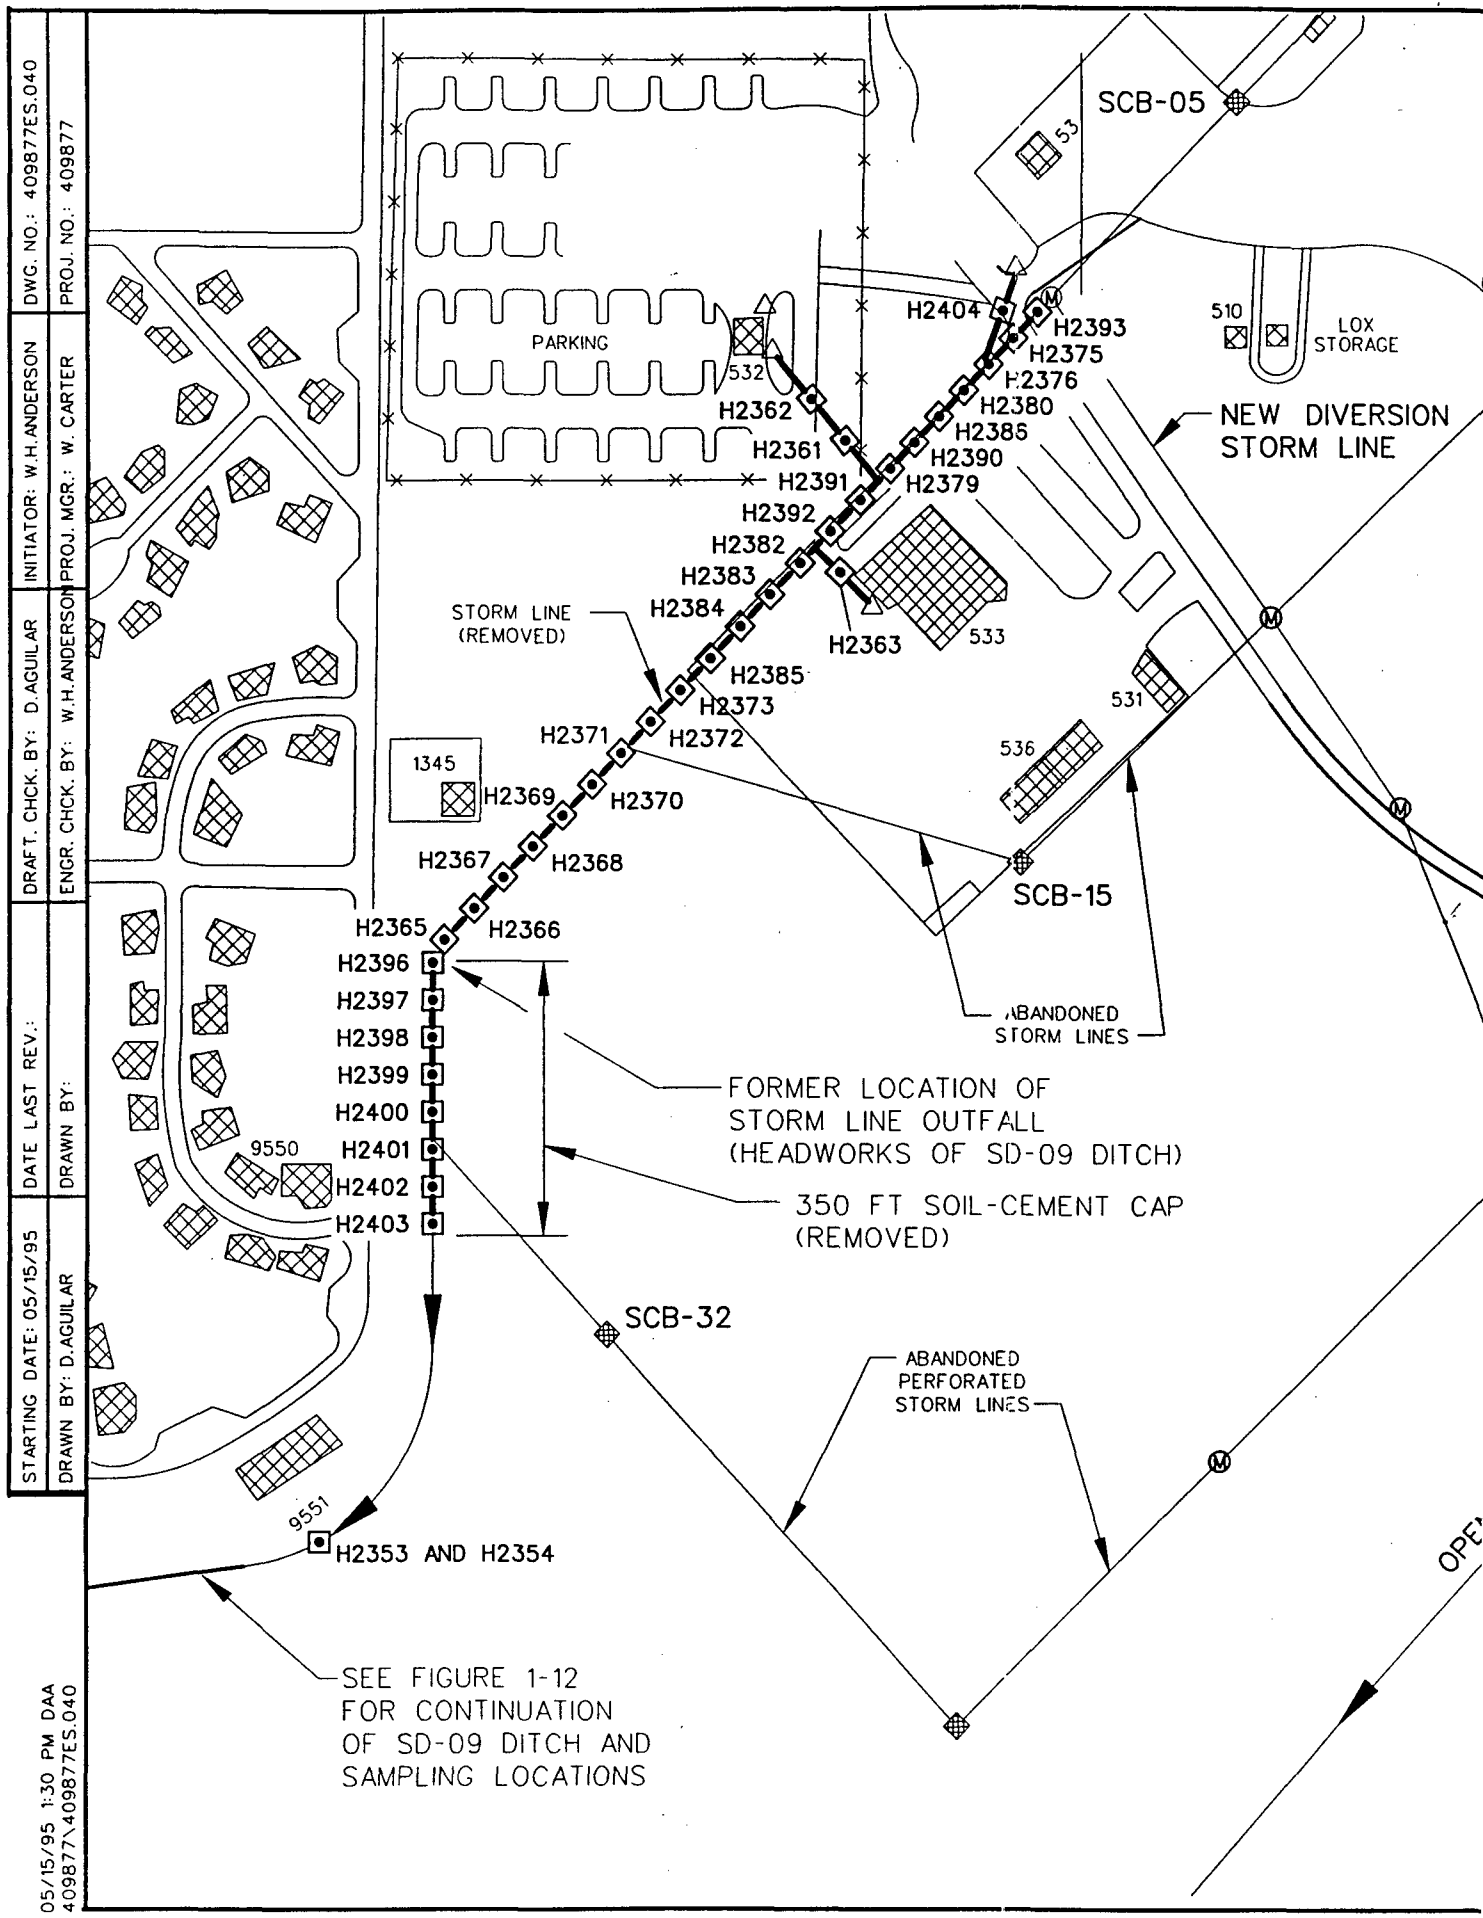 DWG. NO.: 409877ES.040
PROJ. NO.: 409877
INITIATOR: W.H.ANDERSON
PROJ. MGR.: W. CARTER
DRAFT. CHCK. BY: D.AGUILAR
ENGR. CHCK. BY: W.H.ANDERSON
DATE LAST REV.:
DRAWN BY:
STARTING DATE: 05/15/95
DRAWN BY: D.AGUILAR
05/15/95 1:30 PM DAA
409877\409877ES.040
SCB-05
53
H2404
H2393
H2375
H2376
H2380
H2386
H2390
H2379
510
LOX
STORAGE
PARKING
532
H2362
H2361
H2391
H2392
H2382
H2383
H2384
NEW DIVERSION
STORM LINE
STORM LINE
(REMOVED)
H2363
533
H2385
H2373
H2372
H2371
531
536
1345
H2369
H2370
H2367
H2368
SCB-15
H2365
H2366
H2396
H2397
H2398
H2399
H2400
H2401
H2402
H2403
ABANDONED
STORM LINES
FORMER LOCATION OF
STORM LINE OUTFALL
(HEADWORKS OF SD-09 DITCH)
350 FT SOIL-CEMENT CAP
(REMOVED)
9550
SCB-32
ABANDONED
PERFORATED
STORM LINES
M
M
M
M
9551
H2353 AND H2354
OPEN
SEE FIGURE 1-12
FOR CONTINUATION
OF SD-09 DITCH AND
SAMPLING LOCATIONS